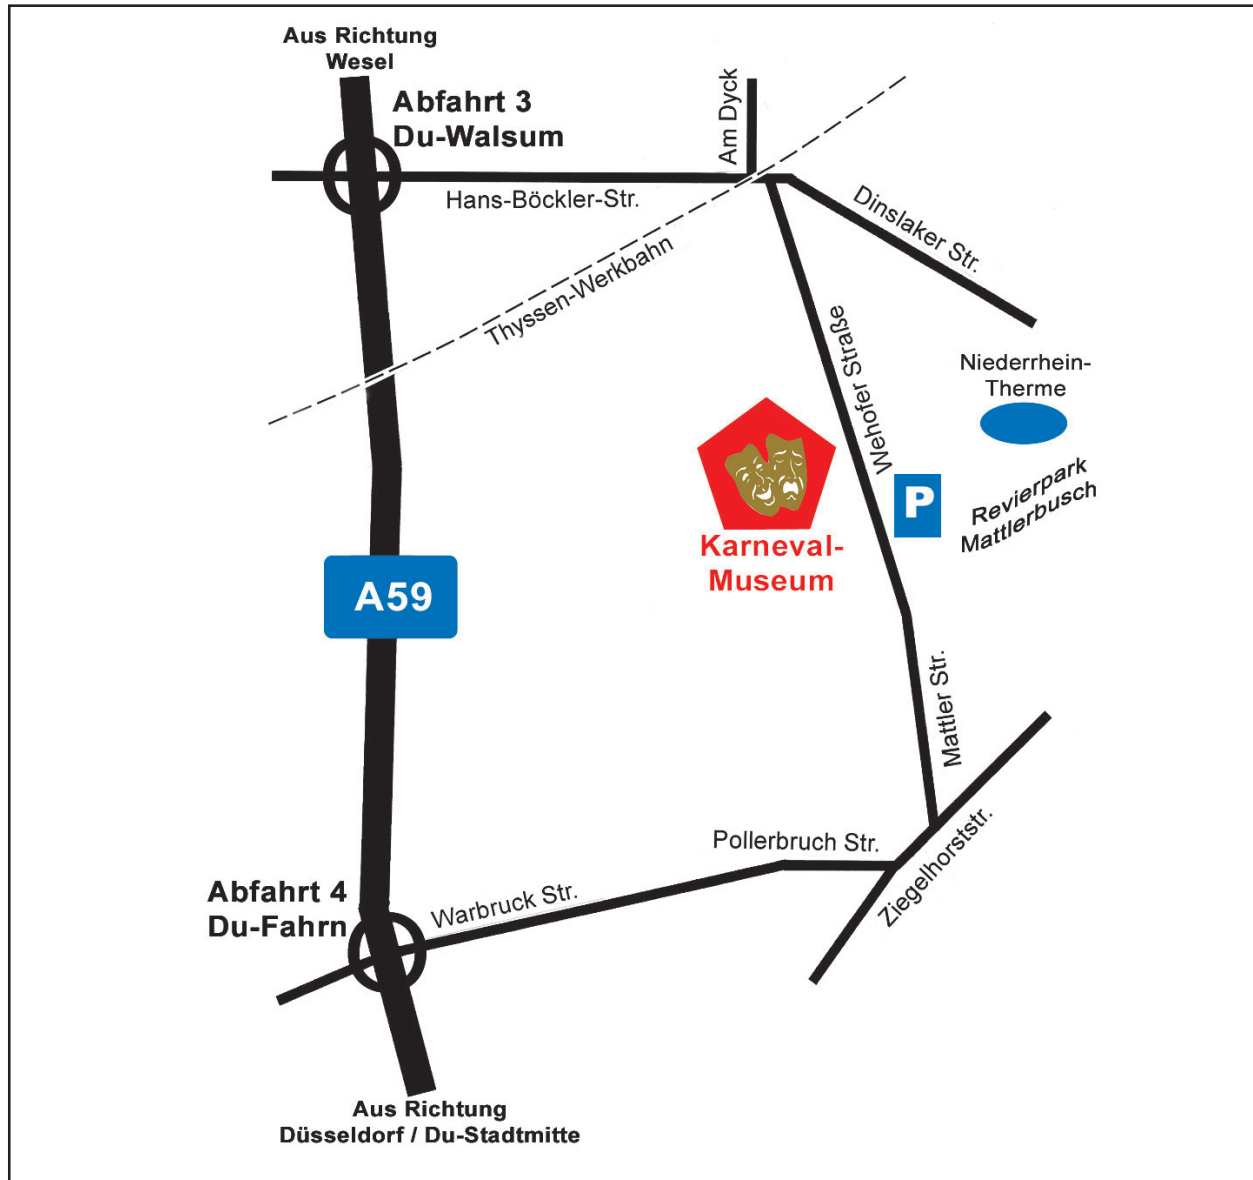 Aus Richtung
Wesel
Abfahrt 3
Du-Walsum
Am Dyck
Hans-Böckler-Str.
Dinslaker Str.
Thyssen-Werkbahn
Wehofer Straße
Niederrhein-
Therme
P
Revierpark
Mattlerbusch
Karneval-
Museum
A59
Mattler Str.
Pollerbruch Str.
Ziegelhorststr.
Abfahrt 4
Du-Fahrn
Warbruck Str.
Aus Richtung
Düsseldorf / Du-Stadtmitte